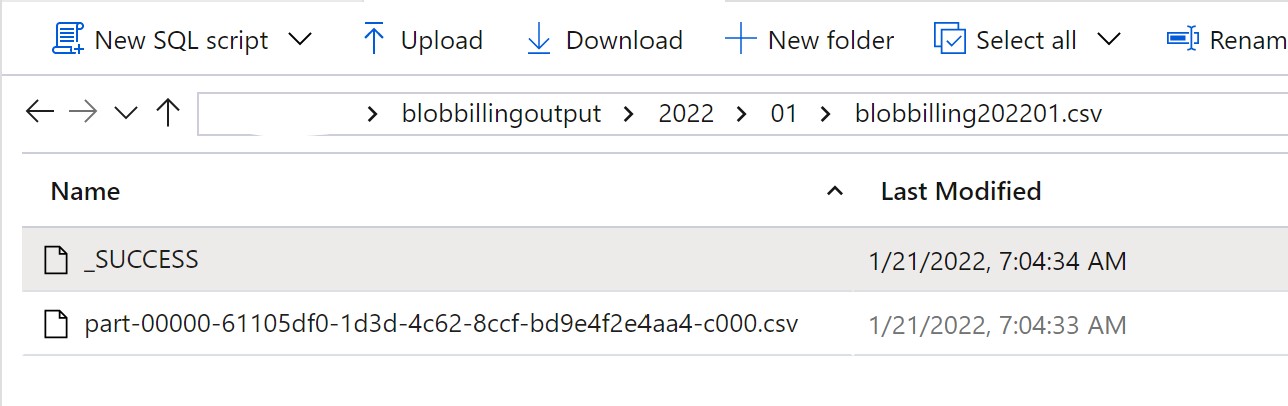 New SQL script Upload Download New folder Select all Renam
blobbillingoutput 2022 01 blobbilling202201.csv
Name Last Modified
_SUCCESS 1/21/2022, 7:04:34 AM
part-00000-61105df0-1d3d-4c62-8ccf-bd9e4f2e4aa4-c000.csv 1/21/2022, 7:04:33 AM